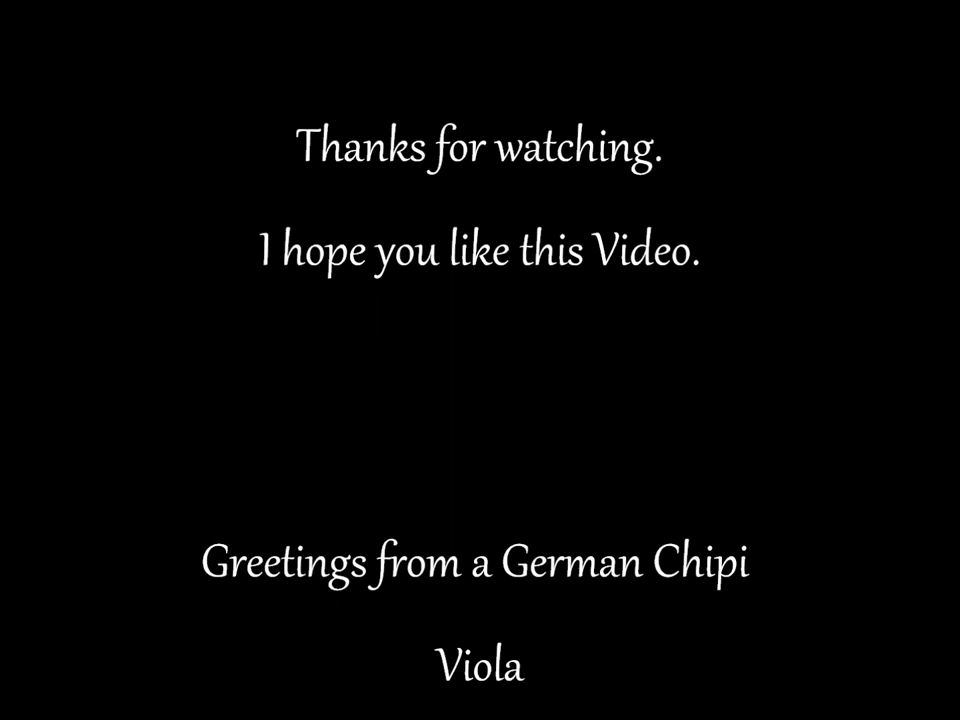 Thanks for watching.
I hope you like this Video.
Greetings from a German Chipi
Viola